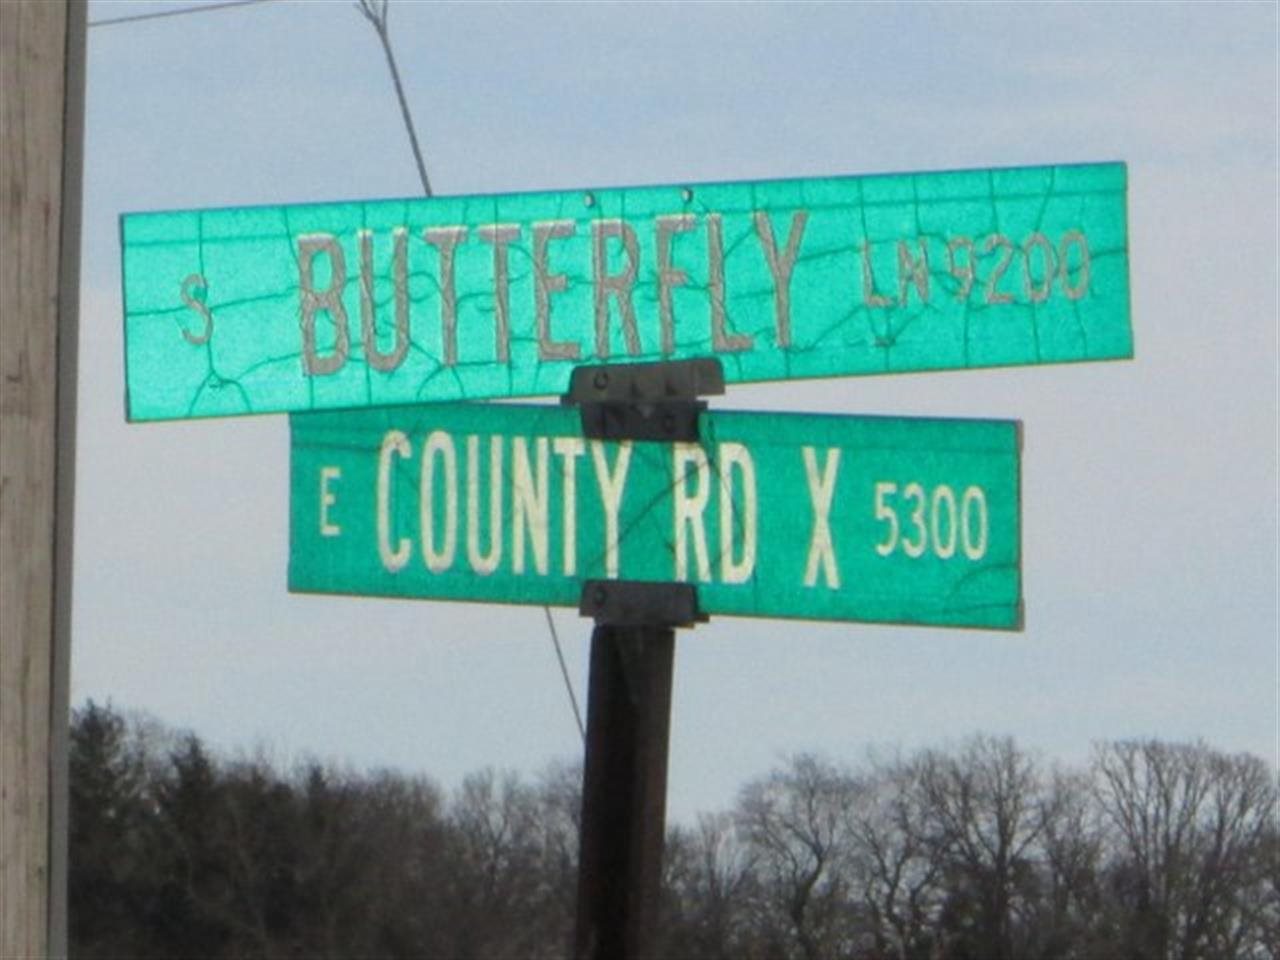 S BUTTERFLY LN 9200
E COUNTY RD X 5300